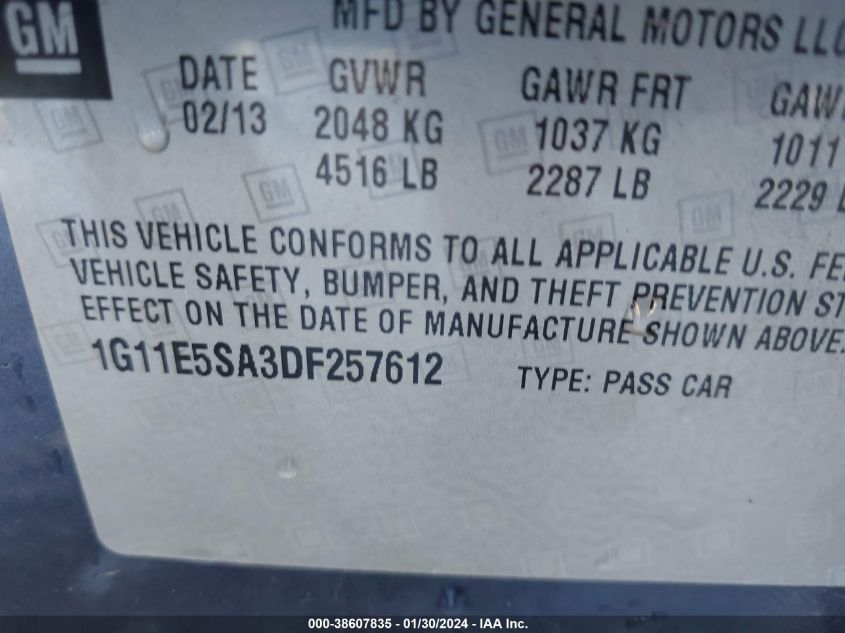 GM
MFD BY GENERAL MOTORS LLC
DATE GVWR GAWR FRT
02/13 2048 KG 1037 KG 1011
4516 LB 2287 LB 2229
THIS VEHICLE CONFORMS TO ALL APPLICABLE U.S.
VEHICLE SAFETY, BUMPER, AND THEFT PREVENTION
EFFECT ON THE DATE OF MANUFACTURE SHOWN ABOVE.
1G11E5SA3DF257612 TYPE: PASS CAR
000-38607835 - 01/30/2024 - IAA Inc.